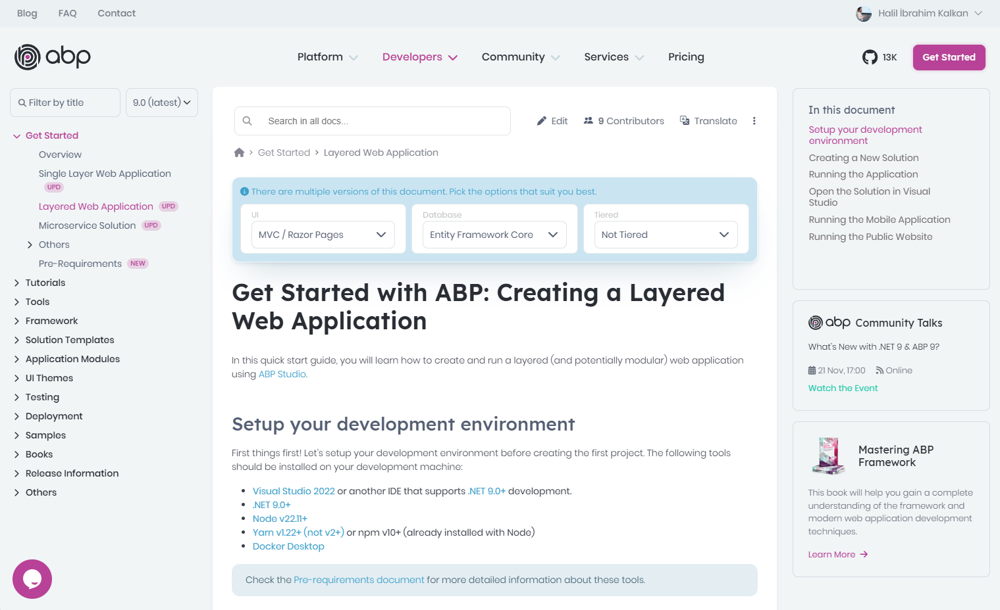 Blog FAQ Contact
Halil İbrahim Kalkan
abp
Platform Developers Community Services Pricing
13K
Get Started
Filter by title
9.0 (latest)
Get Started
Overview
Single Layer Web Application
UPD
Layered Web Application UPD
Microservice Solution UPD
Others
Pre-Requirements NEW
Tutorials
Tools
Framework
Solution Templates
Application Modules
UI Themes
Testing
Deployment
Samples
Books
Release Information
Others
Search in all docs...
Edit
9 Contributors
Translate
> Get Started > Layered Web Application
There are multiple versions of this document. Pick the options that suit you best.
UI
MVC / Razor Pages
Database
Entity Framework Core
Tiered
Not Tiered
Get Started with ABP: Creating a Layered
Web Application
In this quick start guide, you will learn how to create and run a layered (and potentially modular) web application
using ABP Studio.
Setup your development environment
First things first! Let's setup your development environment before creating the first project. The following tools
should be installed on your development machine:
• Visual Studio 2022 or another IDE that supports .NET 9.0+ development.
• .NET 9.0+
• Node v22.11+
• Yarn v1.22+ (not v2+) or npm v10+ (already installed with Node)
• Docker Desktop
Check the Pre-requirements document for more detailed information about these tools.
In this document
Setup your development
environment
Creating a New Solution
Running the Application
Open the Solution in Visual
Studio
Running the Mobile Application
Running the Public Website
abp Community Talks
What's New with .NET 9 & ABP 9?
21 Nov, 17:00 Online
Watch the Event
Mastering ABP
Framework
This book will help you gain a complete
understanding of the framework and
modern web application development
techniques.
Learn More →